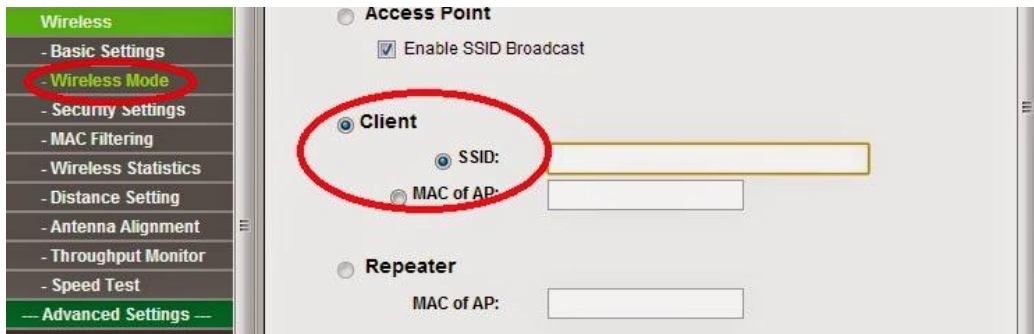 Wireless
- Basic Settings
- Wireless Mode
- Security Settings
- MAC Filtering
- Wireless Statistics
- Distance Setting
- Antenna Alignment
- Throughput Monitor
- Speed Test
--- Advanced Settings ---
Access Point
Enable SSID Broadcast
Client
SSID:
MAC of AP:
Repeater
MAC of AP: